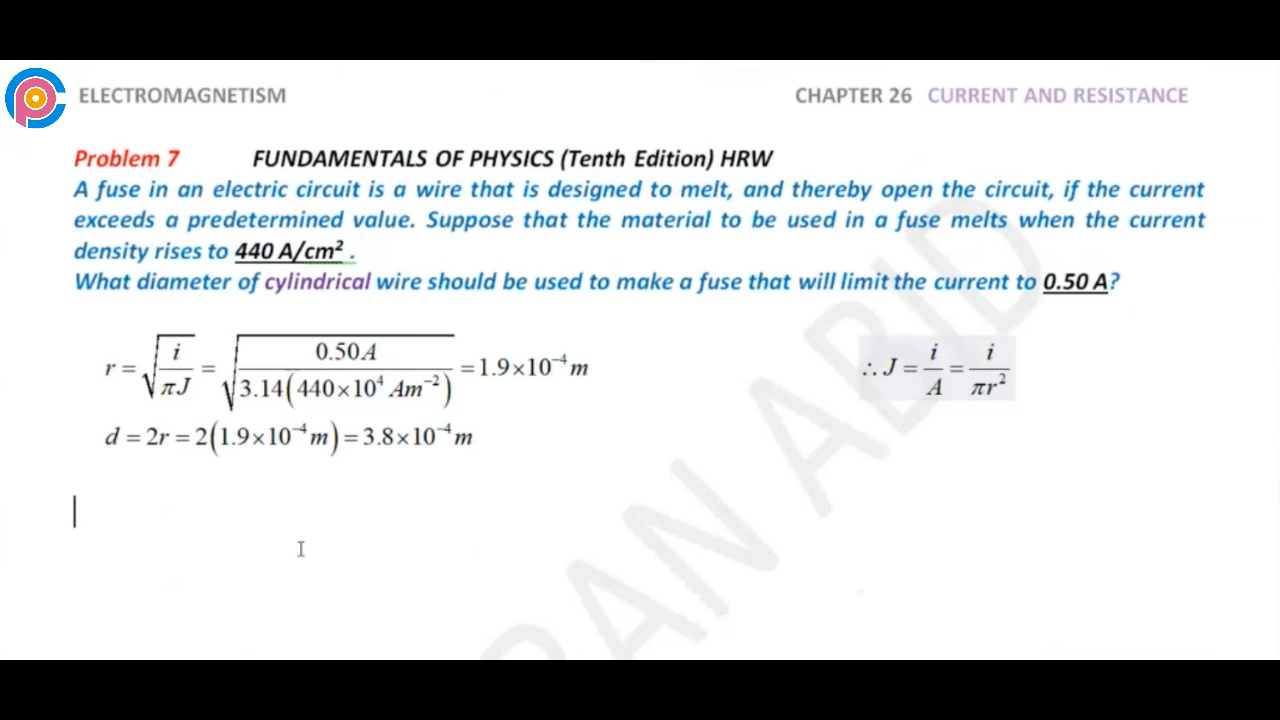 ELECTROMAGNETISM
CHAPTER 26 CURRENT AND RESISTANCE
Problem 7 FUNDAMENTALS OF PHYSICS (Tenth Edition) HRW
A fuse in an electric circuit is a wire that is designed to melt, and thereby open the circuit, if the current
exceeds a predetermined value. Suppose that the material to be used in a fuse melts when the current
density rises to 440 A/cm² .
What diameter of cylindrical wire should be used to make a fuse that will limit the current to 0.50 A?
r = √(i/πJ) = √(0.50A/3.14(440×10⁴ Am⁻²)) = 1.9×10⁻⁴ m
∴ J = i/A = i/πr²
d = 2r = 2(1.9×10⁻⁴ m) = 3.8×10⁻⁴ m
RAN ABID